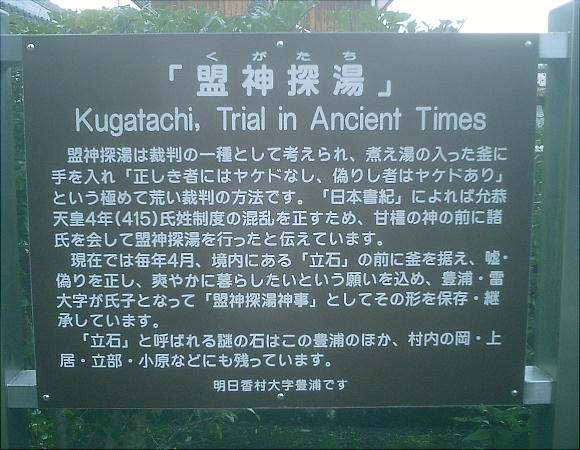 くがたち
「盟神探湯」
Kugatachi, Trial in Ancient Times
盟神探湯は裁判の一種として考えられ、煮え湯の入った釜に
手を入れ「正しき者にはヤケドなし、偽りし者はヤケドあり」
という極めて荒い裁判の方法です。「日本書紀」によれば允恭
天皇4年(415)氏姓制度の混乱を正すため、甘橿の神の前に諸
氏を会して盟神探湯を行ったと伝えています。
現在では毎年4月、境内にある「立石」の前に釜を据え、嘘・
偽りを正し、爽やかに暮らしたいという願いを込め、豊浦・雷
大字が氏子となって「盟神探湯神事」としてその形を保存・継
承しています。
「立石」と呼ばれる謎の石はこの豊浦のほか、村内の岡・上
居・立部・小原などにも残っています。
明日香村大字豊浦です